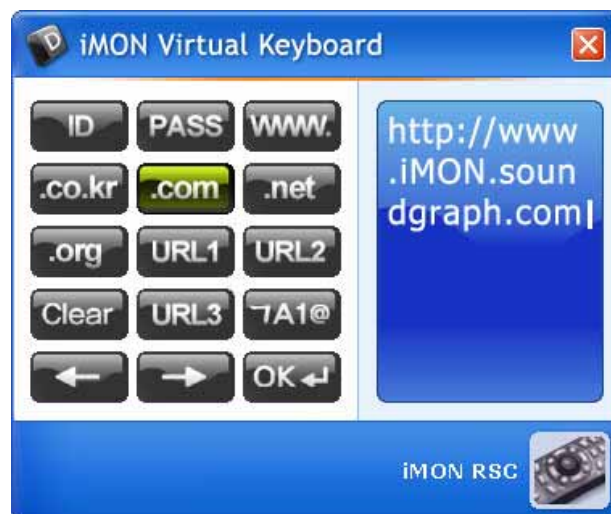 D iMON Virtual Keyboard
ID PASS WWW.
.co.kr .com .net
.org URL1 URL2
Clear URL3 ㄱA1@
← → OK↵
http://www
.iMON.soun
dgraph.com
iMON RSC